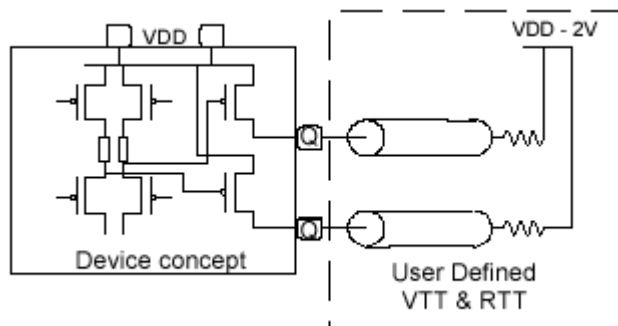 VDD
VDD - 2V
Q
Q
Device concept
User Defined
VTT & RTT